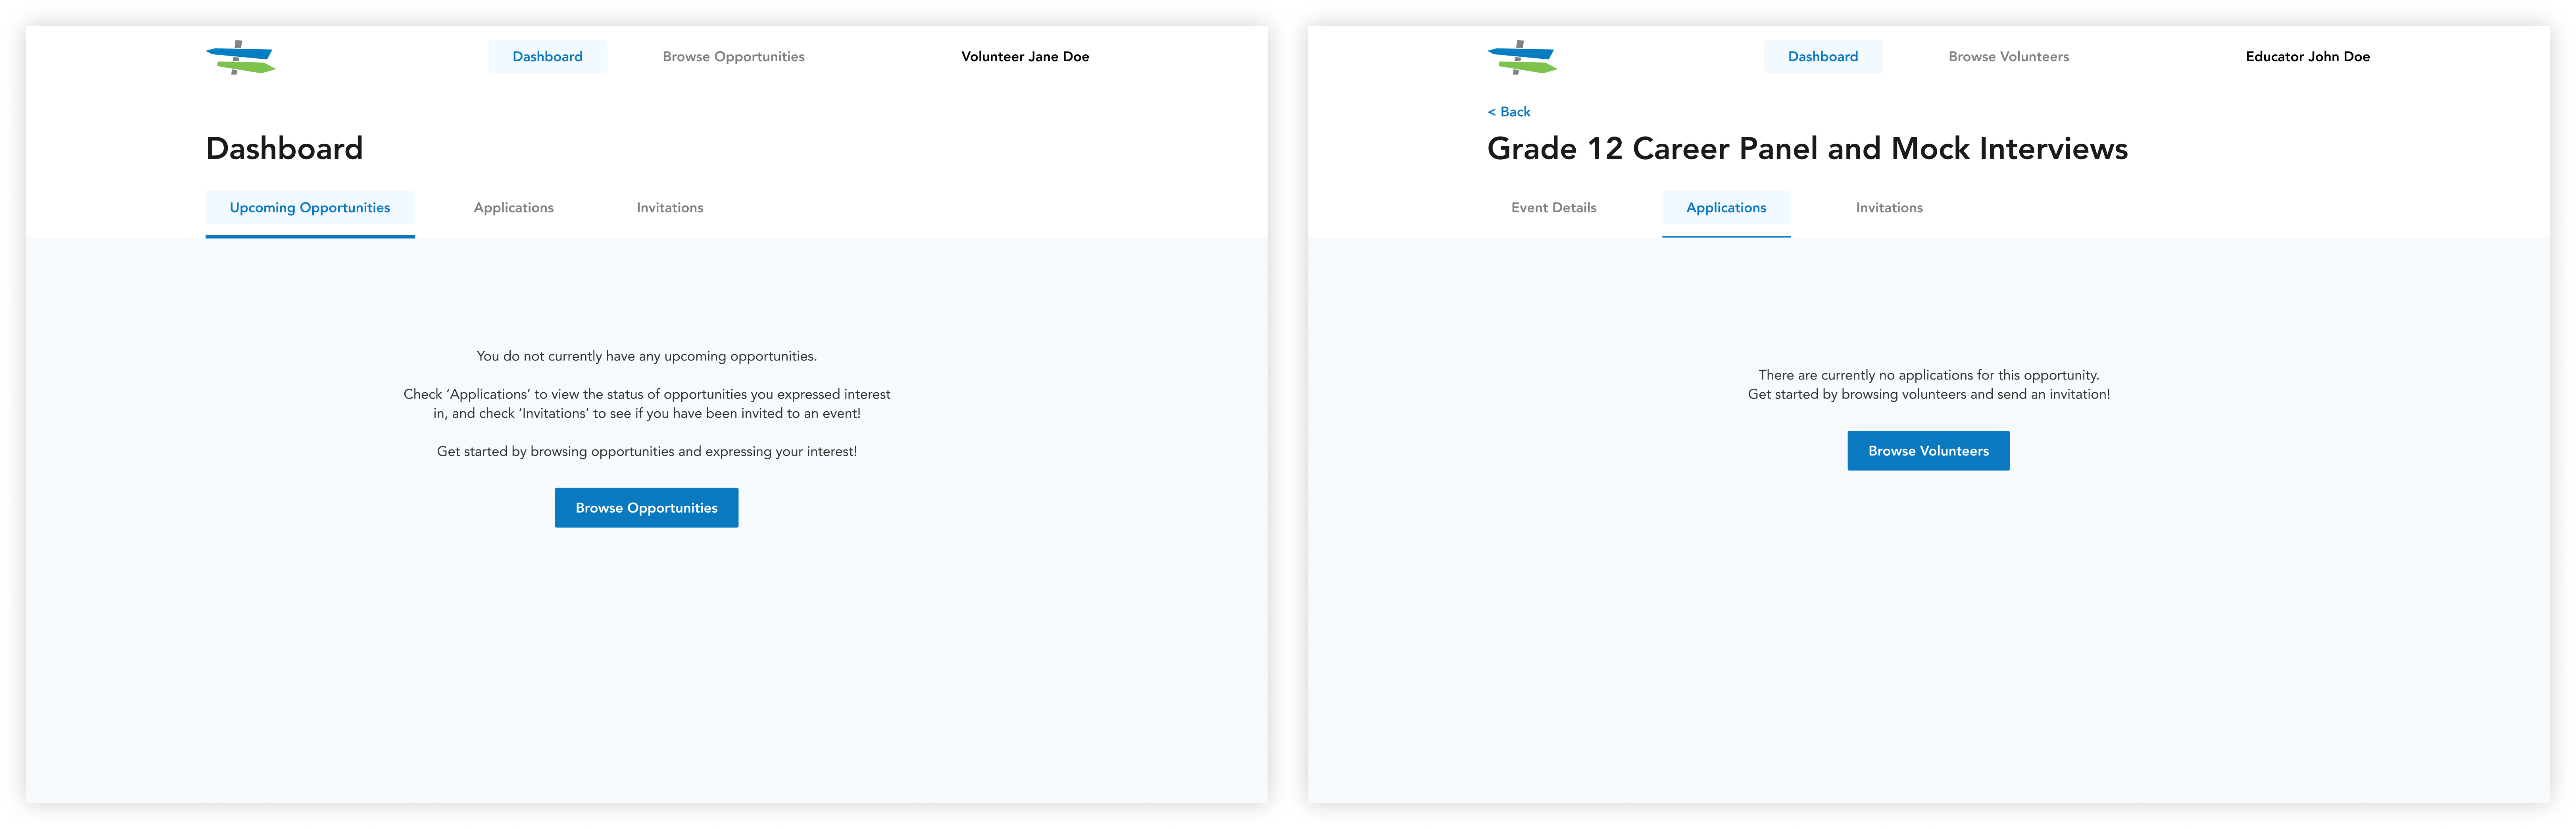 Dashboard
Browse Opportunities
Volunteer Jane Doe
Dashboard
Upcoming Opportunities
Applications
Invitations
You do not currently have any upcoming opportunities.
Check ‘Applications’ to view the status of opportunities you expressed interest
in, and check ‘Invitations’ to see if you have been invited to an event!
Get started by browsing opportunities and expressing your interest!
Browse Opportunities
Dashboard
Browse Volunteers
Educator John Doe
< Back
Grade 12 Career Panel and Mock Interviews
Event Details
Applications
Invitations
There are currently no applications for this opportunity.
Get started by browsing volunteers and send an invitation!
Browse Volunteers